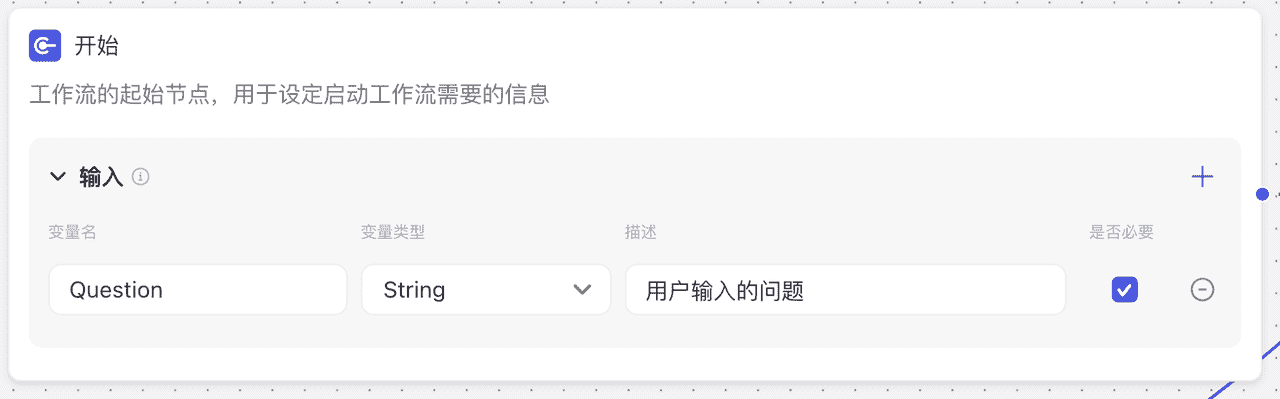 开始
工作流的起始节点，用于设定启动工作流需要的信息
输入
变量名 变量类型 描述 是否必要
Question String 用户输入的问题